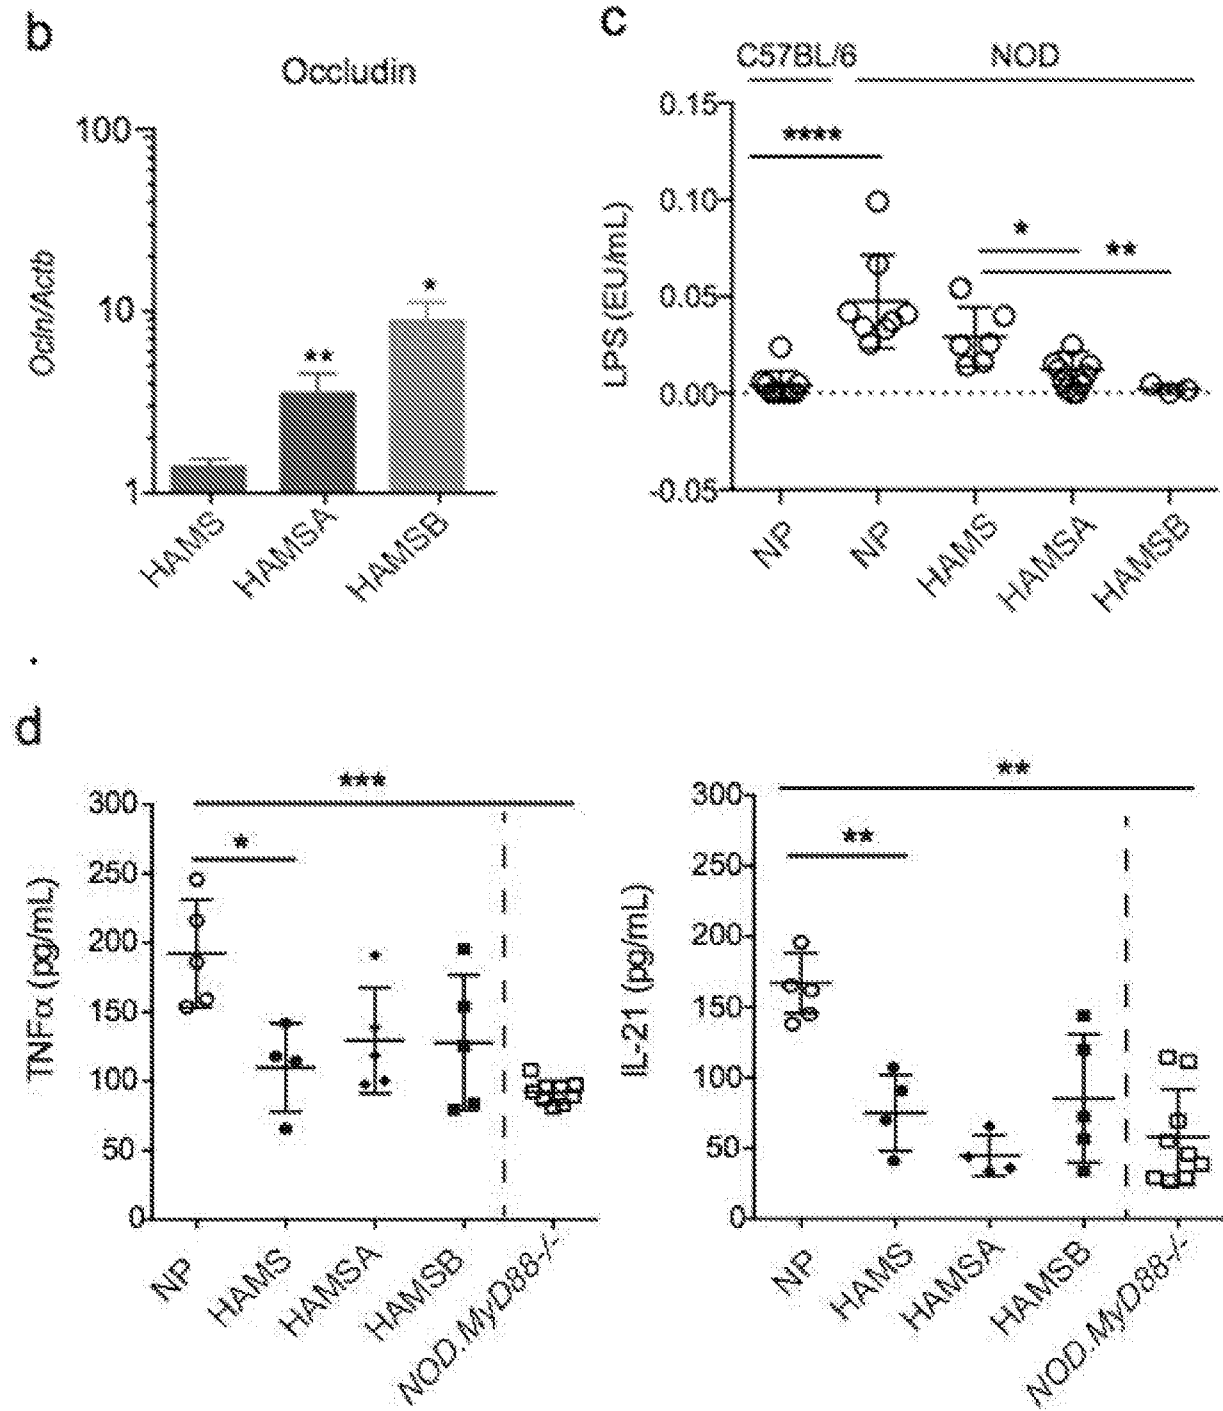 b
Occludin
Ocln/Actb
100
10
1
**
*
HAMS
HAMSA
HAMSB
c
C57BL/6
NOD
LPS (EU/mL)
0.15
0.10
0.05
0.00
-0.05
****
*
**
NP
NP
HAMS
HAMSA
HAMSB
d
TNFα (pg/mL)
300
250
200
150
100
50
0
***
*
NP
HAMS
HAMSA
HAMSB
NOD.MyD88-/-
IL-21 (pg/mL)
300
250
200
150
100
50
0
**
**
NP
HAMS
HAMSA
HAMSB
NOD.MyD88-/-